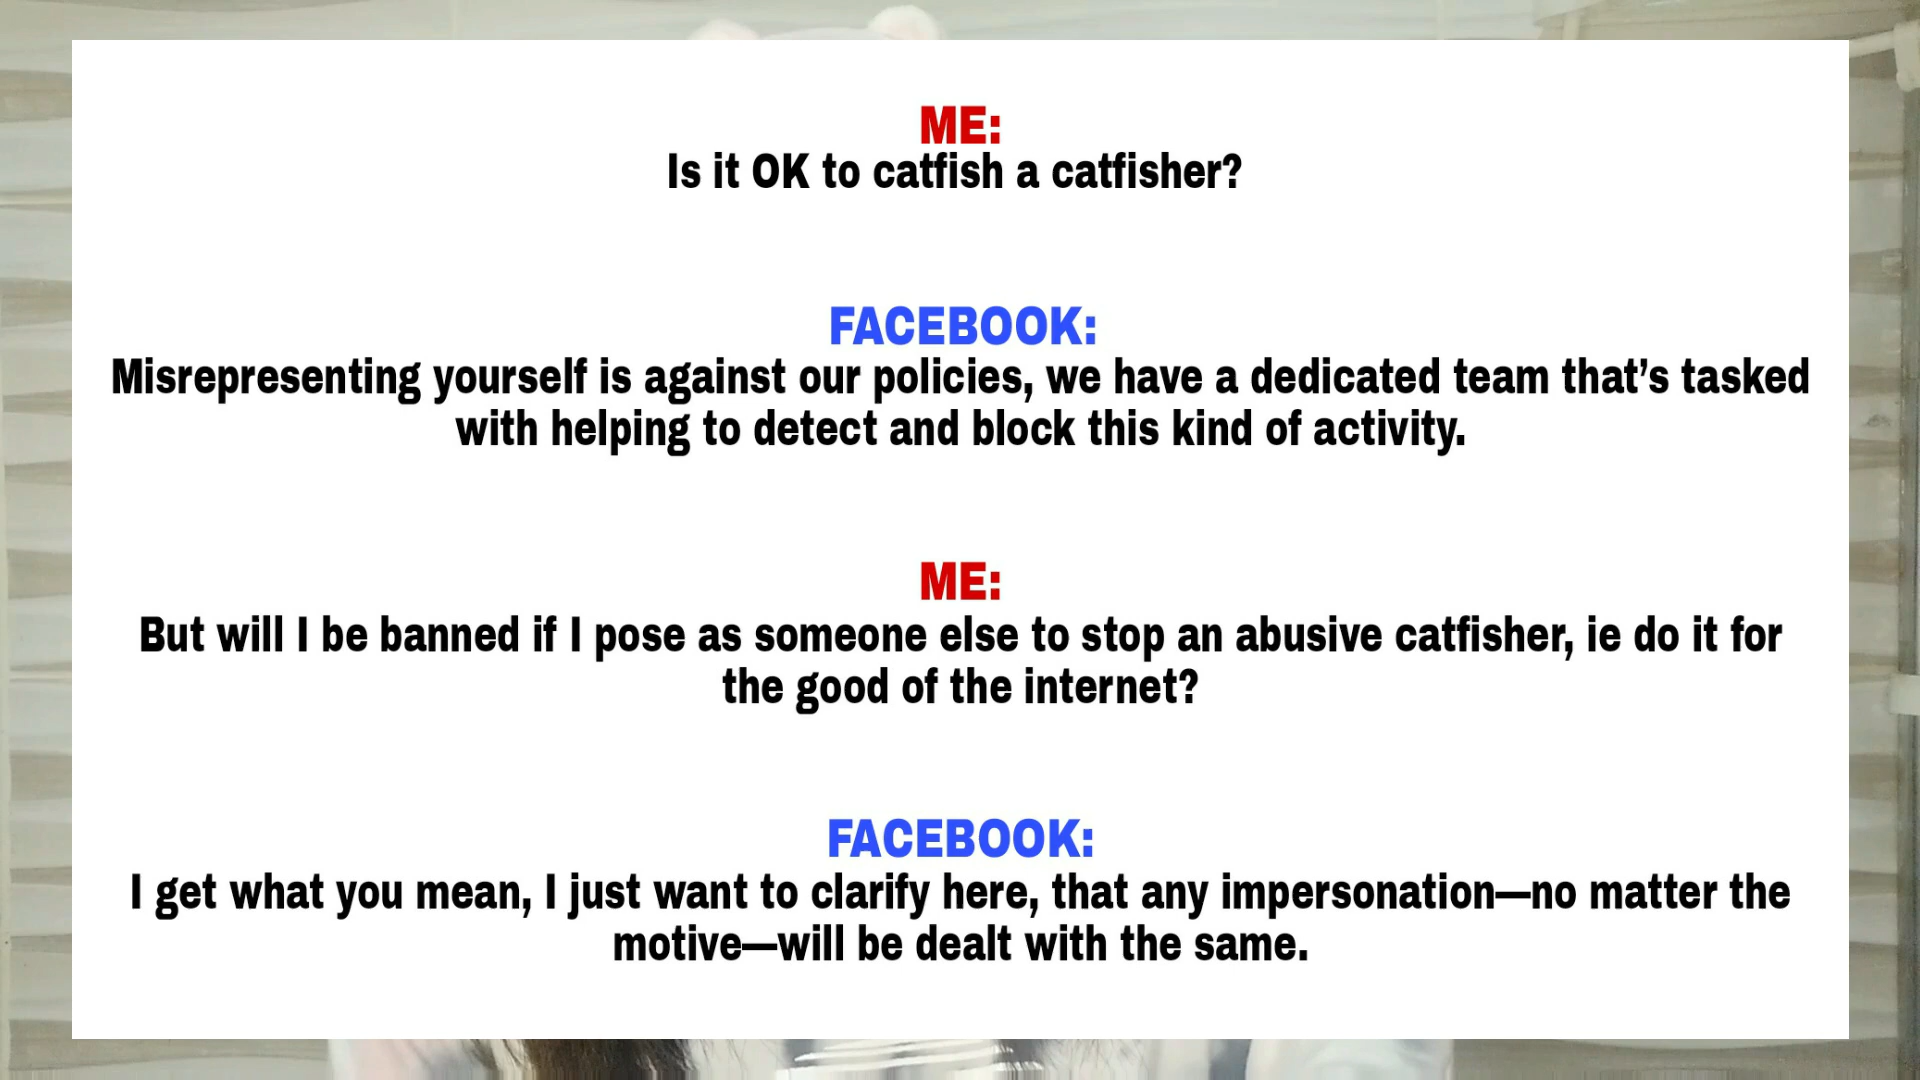 ME:
Is it OK to catfish a catfisher?
FACEBOOK:
Misrepresenting yourself is against our policies, we have a dedicated team that’s tasked
with helping to detect and block this kind of activity.
ME:
But will I be banned if I pose as someone else to stop an abusive catfisher, ie do it for
the good of the internet?
FACEBOOK:
I get what you mean, I just want to clarify here, that any impersonation—no matter the
motive—will be dealt with the same.